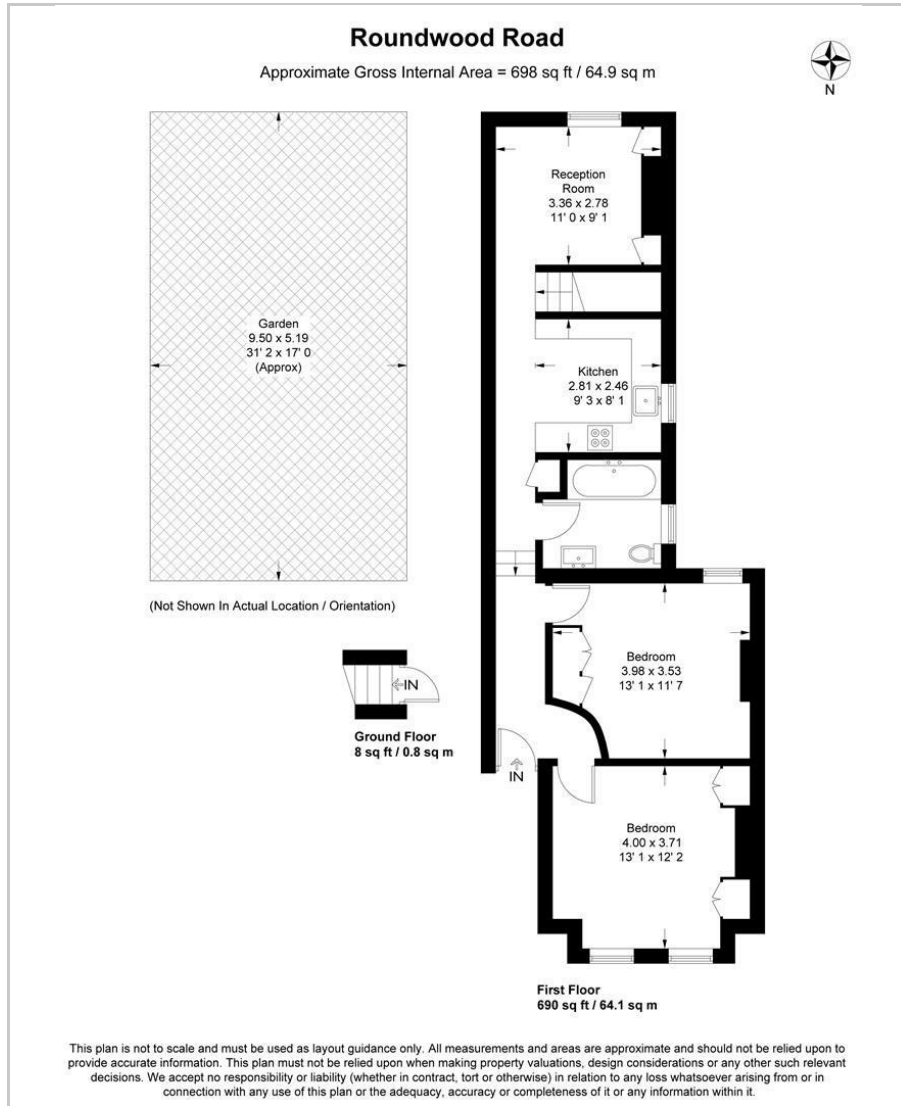 Roundwood Road
Approximate Gross Internal Area = 698 sq ft / 64.9 sq m
N
Reception
Room
3.36 x 2.78
11' 0 x 9' 1
Garden
9.50 x 5.19
31' 2 x 17' 0
(Approx)
Kitchen
2.81 x 2.46
9' 3 x 8' 1
(Not Shown In Actual Location / Orientation)
IN
Ground Floor
8 sq ft / 0.8 sq m
Bedroom
3.98 x 3.53
13' 1 x 11' 7
IN
Bedroom
4.00 x 3.71
13' 1 x 12' 2
First Floor
690 sq ft / 64.1 sq m
This plan is not to scale and must be used as layout guidance only. All measurements and areas are approximate and should not be relied upon to
provide accurate information. This plan must not be relied upon when making property valuations, design considerations or any other such relevant
decisions. We accept no responsibility or liability (whether in contract, tort or otherwise) in relation to any loss whatsoever arising from or in
connection with any use of this plan or the adequacy, accuracy or completeness of it or any information within it.